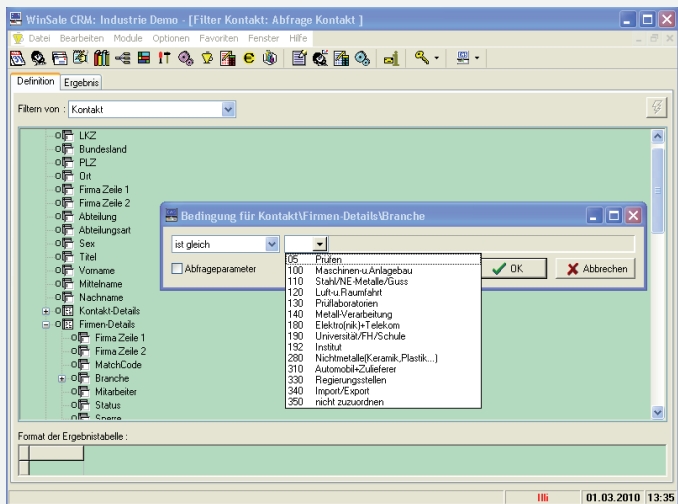 WinSale CRM: Industrie Demo - [Filter Kontakt: Abfrage Kontakt ]
Datei Bearbeiten Module Optionen Favoriten Fenster Hilfe
Definition Ergebnis
Filtern von : Kontakt
LKZ
Bundesland
PLZ
Ort
Firma Zeile 1
Firma Zeile 2
Abteilung
Abteilungsart
Sex
Titel
Vorname
Mittelname
Nachname
Kontakt-Details
Firmen-Details
Firma Zeile 1
Firma Zeile 2
MatchCode
Branche
Mitarbeiter
Status
Sperre
Bedingung für Kontakt\Firmen-Details\Branche
ist gleich
Abfrageparameter
OK Abbrechen
05 Prüfen
100 Maschinen-u.Anlagebau
110 Stahl/NE-Metalle/Guss
120 Luft-u.Raumfahrt
130 Prüflaboratorien
140 Metall-Verarbeitung
180 Elektro(nik)+Telekom
190 Universität/FH/Schule
192 Institut
280 Nichtmetalle(Keramik,Plastik...)
310 Automobil+Zulieferer
330 Regierungsstellen
340 Import/Export
350 nicht zuzuordnen
Format der Ergebnistabelle :
01.03.2010 13:35